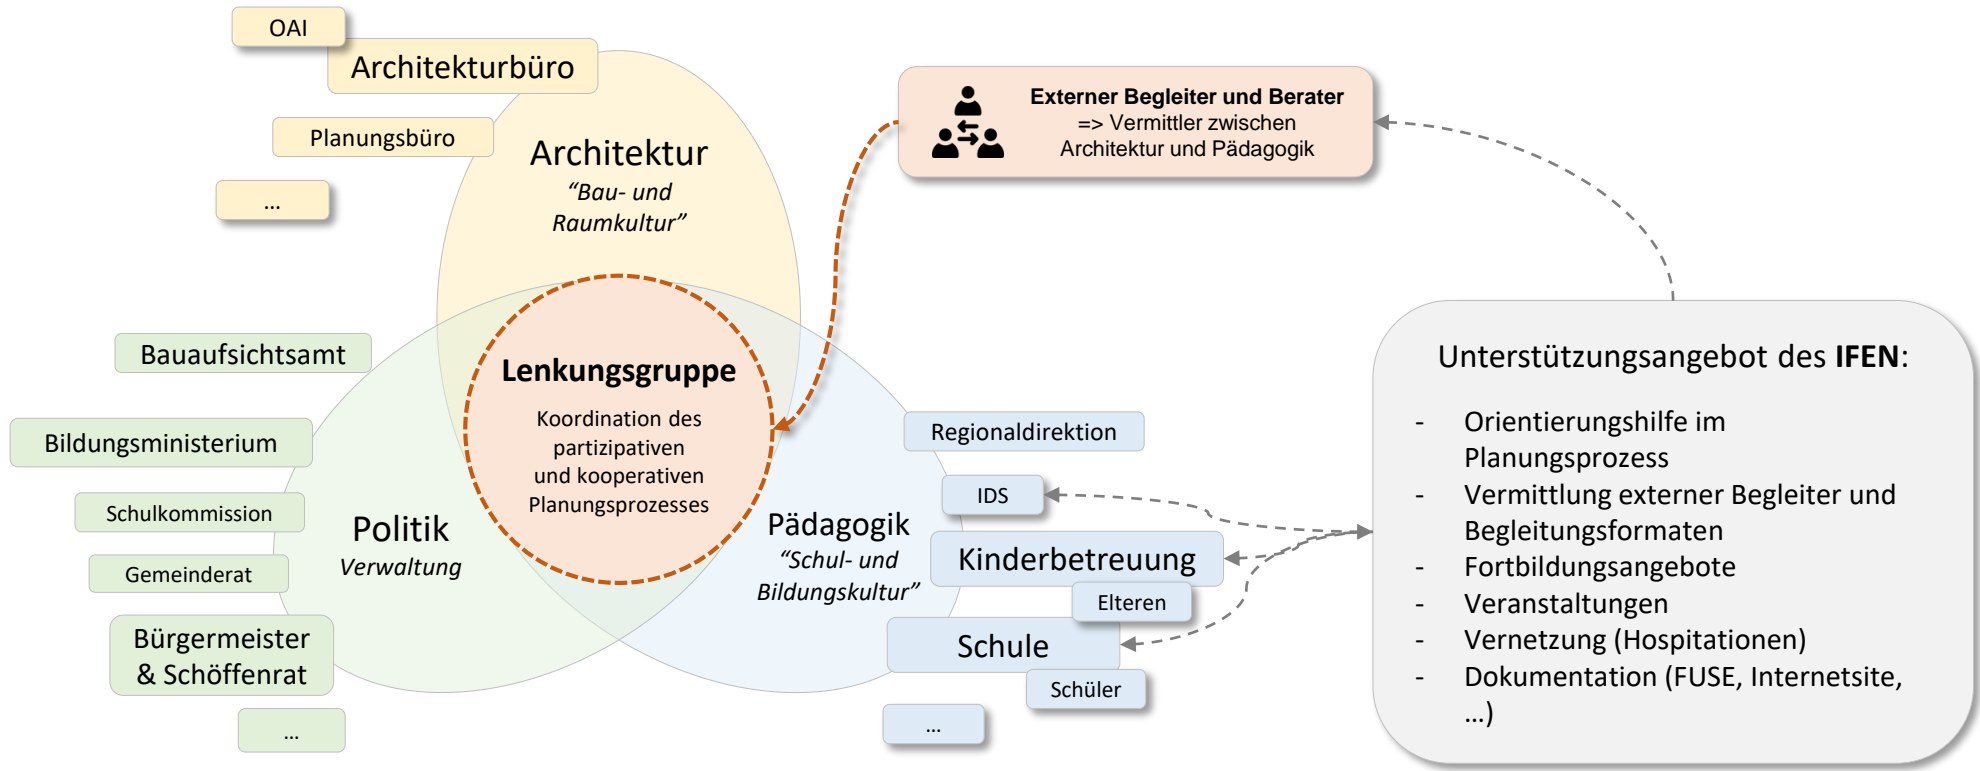 OAI
Architekturbüro
Planungsbüro
...
Architektur
“Bau- und
Raumkultur”
Externer Begleiter und Berater
=> Vermittler zwischen
Architektur und Pädagogik
Lenkungsgruppe
Koordination des
partizipativen
und kooperativen
Planungsprozesses
Bauaufsichtsamt
Bildungsministerium
Schulkommission
Gemeinderat
Bürgermeister
& Schöffenrat
...
Politik
Verwaltung
Pädagogik
“Schul- und
Bildungskultur”
Regionaldirektion
IDS
Kinderbetreuung
Elteren
Schule
Schüler
...
Unterstützungsangebot des IFEN:
- Orientierungshilfe im
Planungsprozess
- Vermittlung externer Begleiter und
Begleitungsformaten
- Fortbildungsangebote
- Veranstaltungen
- Vernetzung (Hospitationen)
- Dokumentation (FUSE, Internetsite,
...)